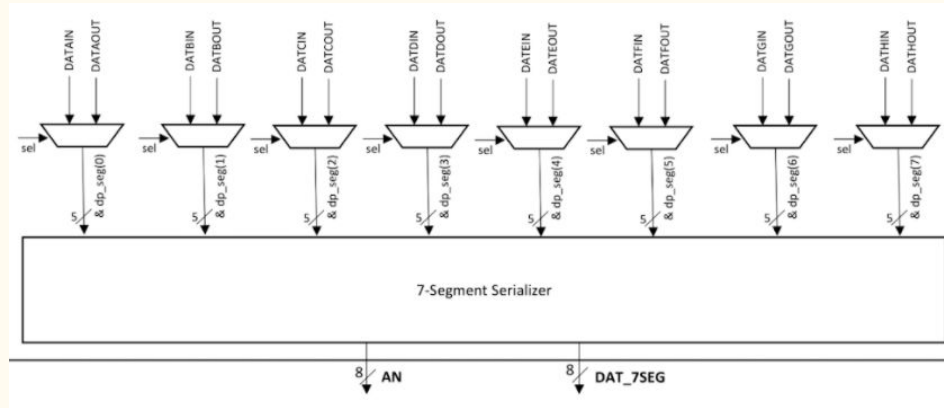 DATAIN DATAOUT DATBIN DATBOUT DATCIN DATCOUT DATDIN DATDOUT DATEIN DATEOUT DATFIN DATFOUT DATGIN DATGOUT DATHIN DATHOUT
sel sel sel sel sel sel sel sel
5 & dp_seg(0) 5 & dp_seg(1) 5 & dp_seg(2) 5 & dp_seg(3) 5 & dp_seg(4) 5 & dp_seg(5) 5 & dp_seg(6) 5 & dp_seg(7)
7-Segment Serializer
8 AN 8 DAT_7SEG